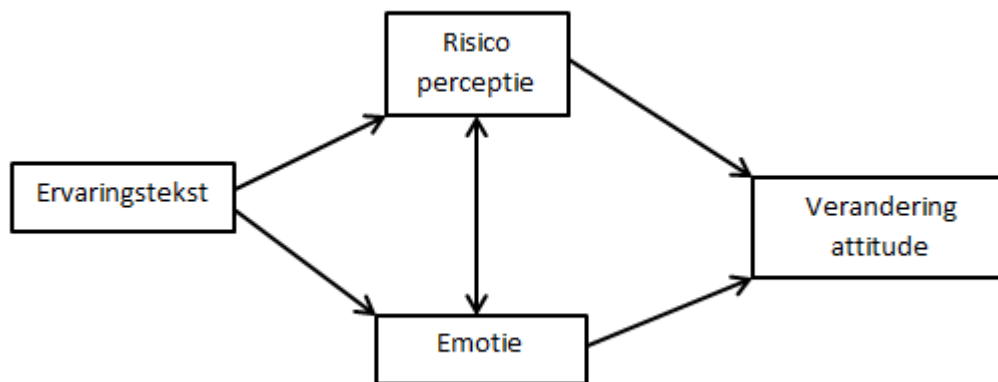 Risico
perceptie
Ervaringstekst
Verandering
attitude
Emotie